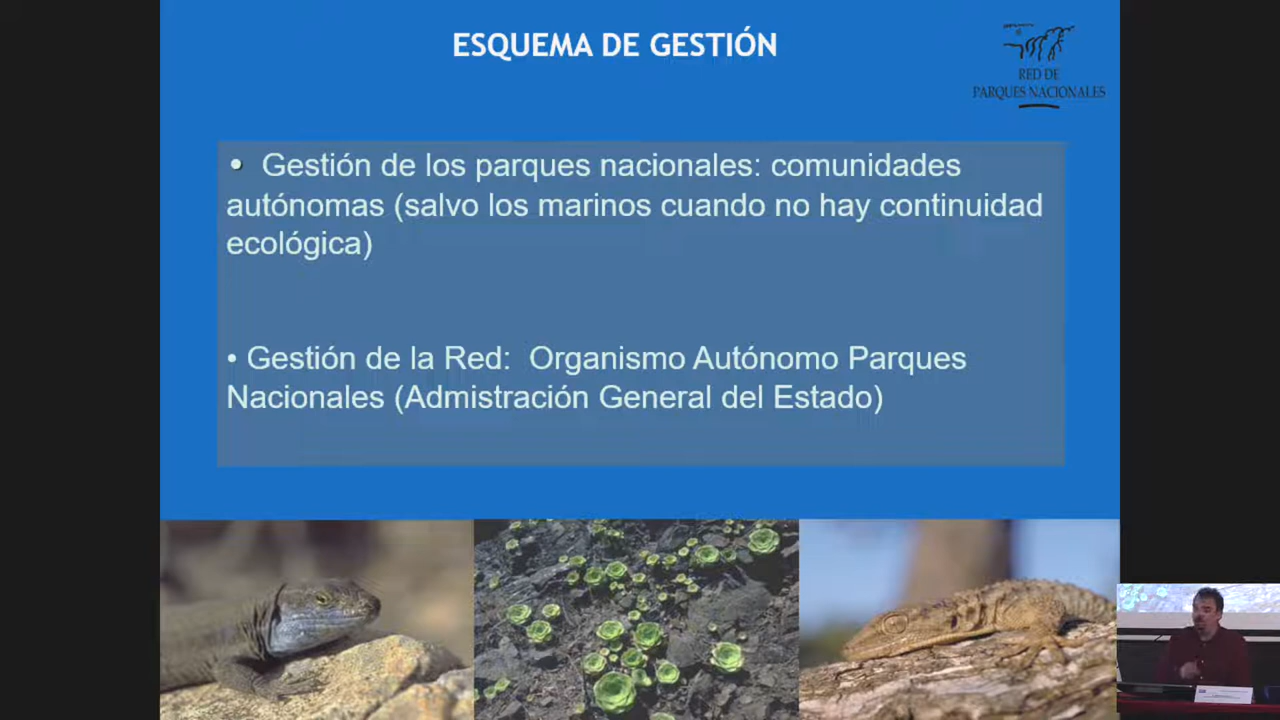 ESQUEMA DE GESTIÓN
RED DE
PARQUES NACIONALES
• Gestión de los parques nacionales: comunidades
autónomas (salvo los marinos cuando no hay continuidad
ecológica)
• Gestión de la Red: Organismo Autónomo Parques
Nacionales (Admistración General del Estado)